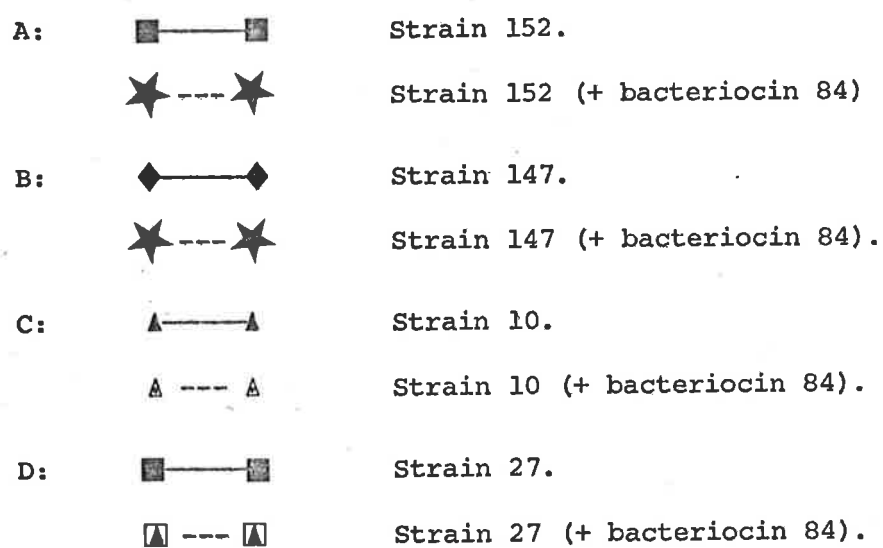 A: Strain 152.
Strain 152 (+ bacteriocin 84)
B: Strain 147.
Strain 147 (+ bacteriocin 84).
C: Strain 10.
Strain 10 (+ bacteriocin 84).
D: Strain 27.
Strain 27 (+ bacteriocin 84).